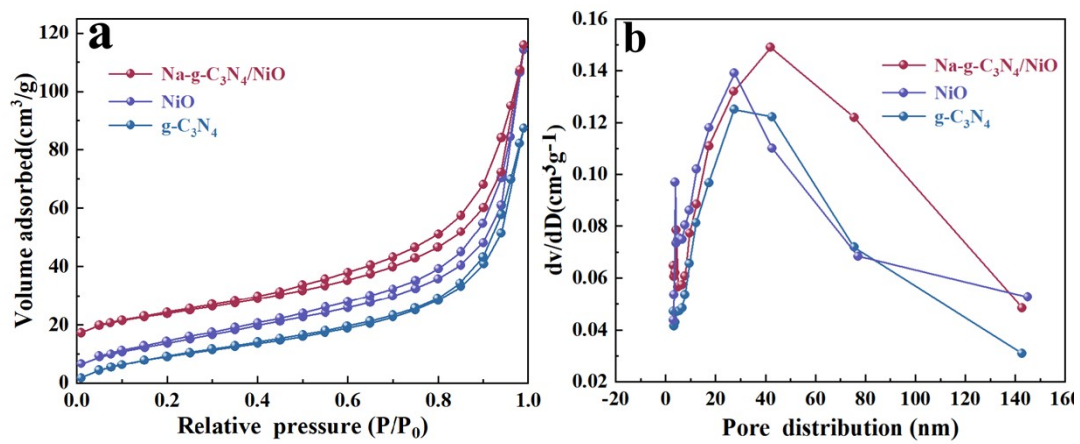 a
120
100
80
60
40
20
0
Volume adsorbed(cm³/g)
Na-g-C₃N₄/NiO
NiO
g-C₃N₄
0.0 0.2 0.4 0.6 0.8 1.0
Relative pressure (P/P₀)
b
0.16
0.14
0.12
0.10
0.08
0.06
0.04
0.02
dv/dD(cm³g-1)
Na-g-C₃N₄/NiO
NiO
g-C₃N₄
-20 0 20 40 60 80 100 120 140 160
Pore distribution (nm)